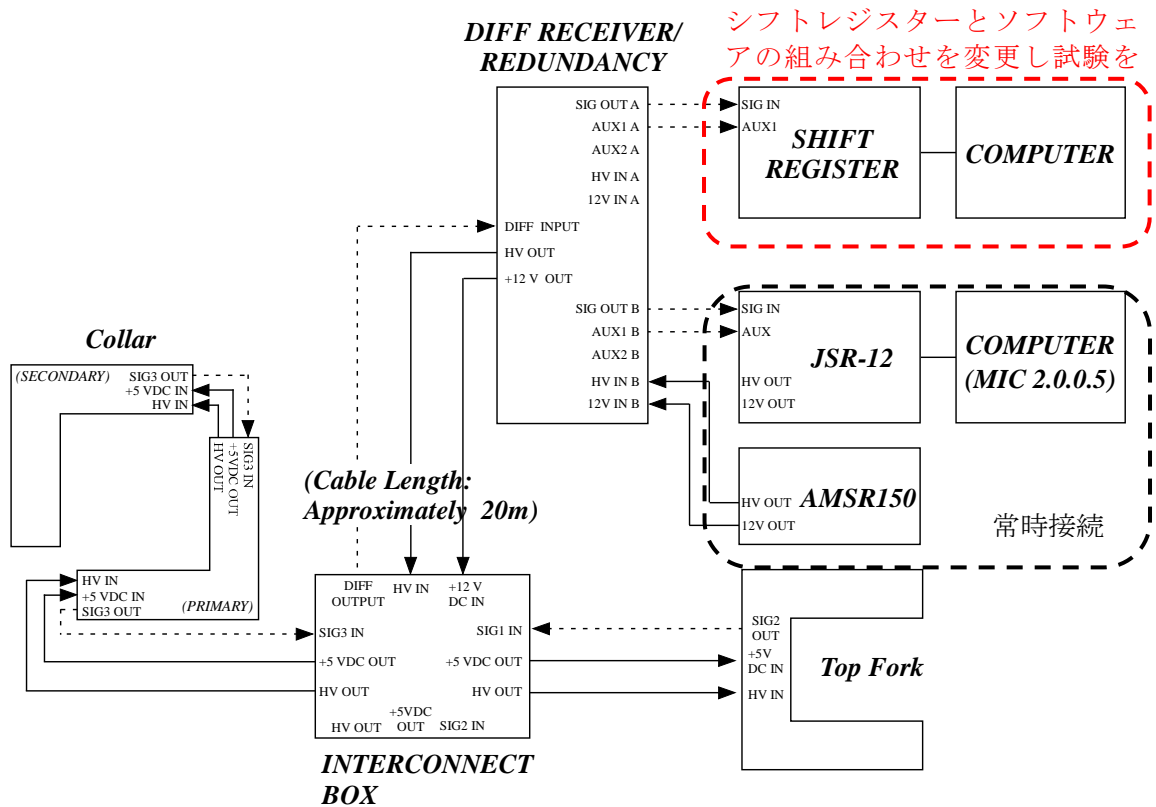 シフトレジスターとソフトウェ
アの組み合わせを変更し試験を
DIFF RECEIVER/
REDUNDANCY
SIG OUT A
AUX1 A
AUX2 A
HV IN A
12V IN A
DIFF INPUT
HV OUT
+12 V OUT
SIG OUT B
AUX1 B
AUX2 B
HV IN B
12V IN B
SIG IN
AUX1
SHIFT
REGISTER
COMPUTER
SIG IN
AUX
JSR-12
HV OUT
12V OUT
COMPUTER
(MIC 2.0.0.5)
AMSR150
HV OUT
12V OUT
常時接続
Collar
(SECONDARY)
SIG3 OUT
+5 VDC IN
HV IN
SIG3 IN
+5VDC OUT
HV OUT
HV IN
+5 VDC IN
SIG3 OUT
(PRIMARY)
(Cable Length:
Approximately 20m)
DIFF
OUTPUT
HV IN
+12 V
DC IN
SIG3 IN
SIG1 IN
+5 VDC OUT
+5 VDC OUT
HV OUT
HV OUT
HV OUT
+5VDC
OUT
SIG2 IN
INTERCONNECT
BOX
SIG2
OUT
+5V
DC IN
HV IN
Top Fork